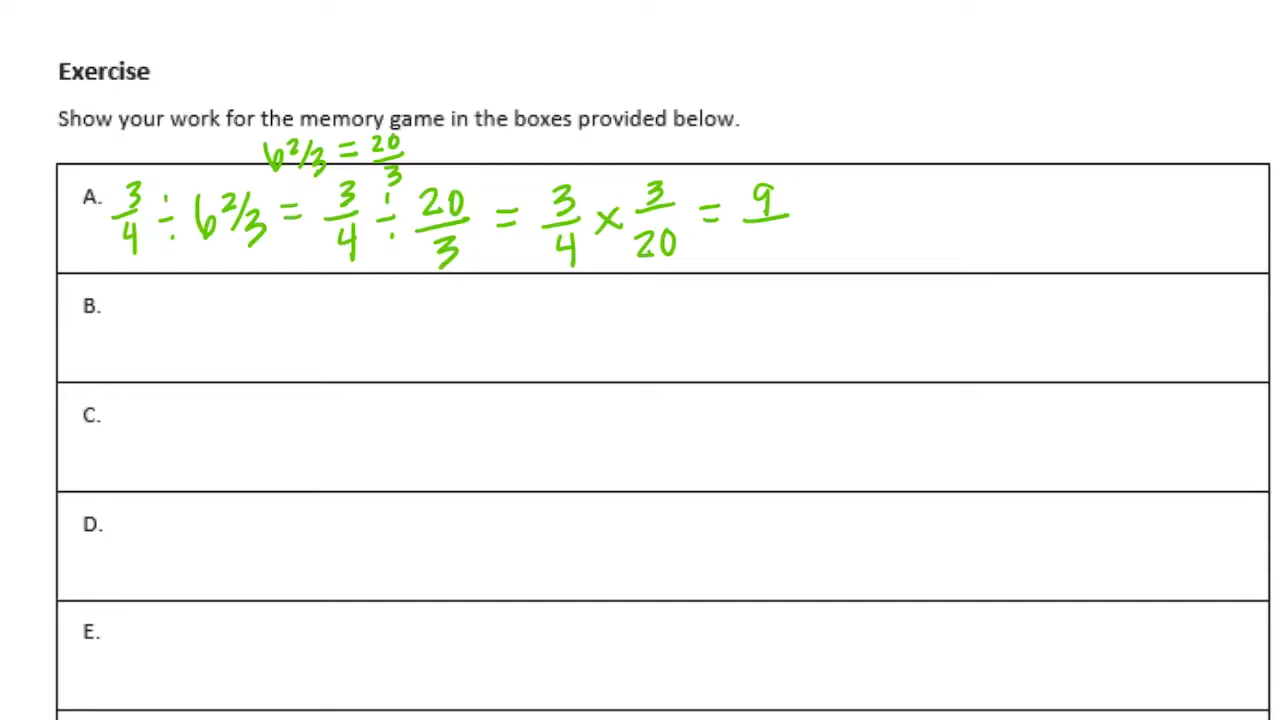 Exercise
Show your work for the memory game in the boxes provided below.
6 2/3 = 20/3
A. 3/4 ÷ 6 2/3 = 3/4 ÷ 20/3 = 3/4 × 3/20 = 9/
B.
C.
D.
E.